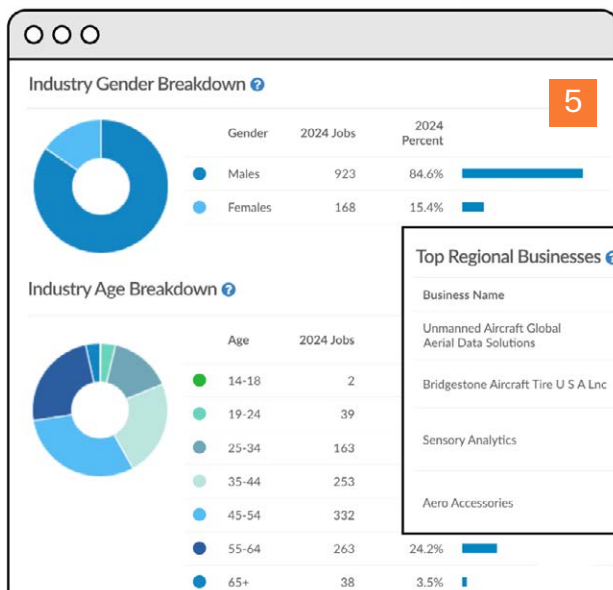 Industry Gender Breakdown ?
5
Gender 2024 Jobs 2024 Percent
Males 923 84.6%
Females 168 15.4%
Top Regional Businesses ?
Business Name
Unmanned Aircraft Global
Aerial Data Solutions
Bridgestone Aircraft Tire U S A Lnc
Sensory Analytics
Aero Accessories
Industry Age Breakdown ?
Age 2024 Jobs
14-18 2
19-24 39
25-34 163
35-44 253
45-54 332
55-64 263 24.2%
65+ 38 3.5%